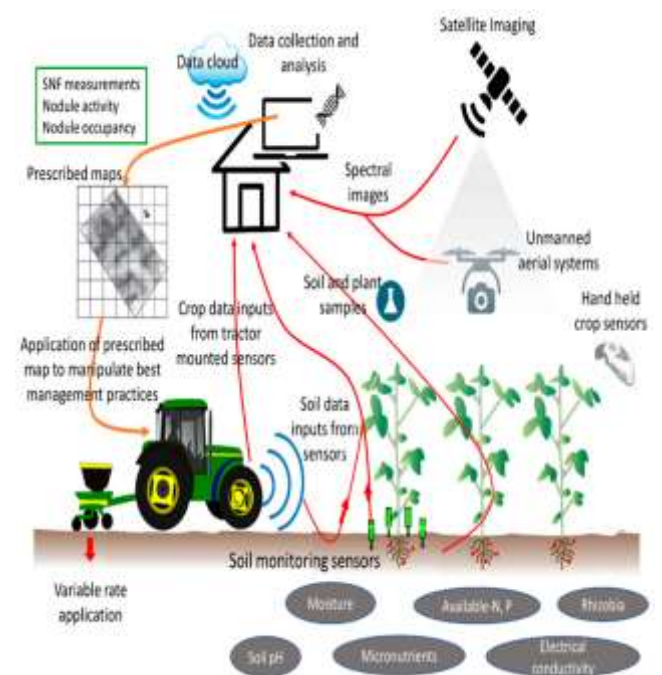 Satellite Imaging
Data collection and
analysis
Data cloud
SNF measurements
Nodule activity
Nodule occupancy
Prescribed maps
Spectral
images
Unmanned
aerial systems
Soil and plant
samples
Hand held
crop sensors
Crop data inputs
from tractor
mounted sensors
Application of prescribed
map to manipulate best
management practices
Soil data
inputs from
sensors
Soil monitoring sensors
Variable rate
application
Moisture
Available-N, P
Rhizobia
Soil pH
Micronutrients
Electrical
conductivity